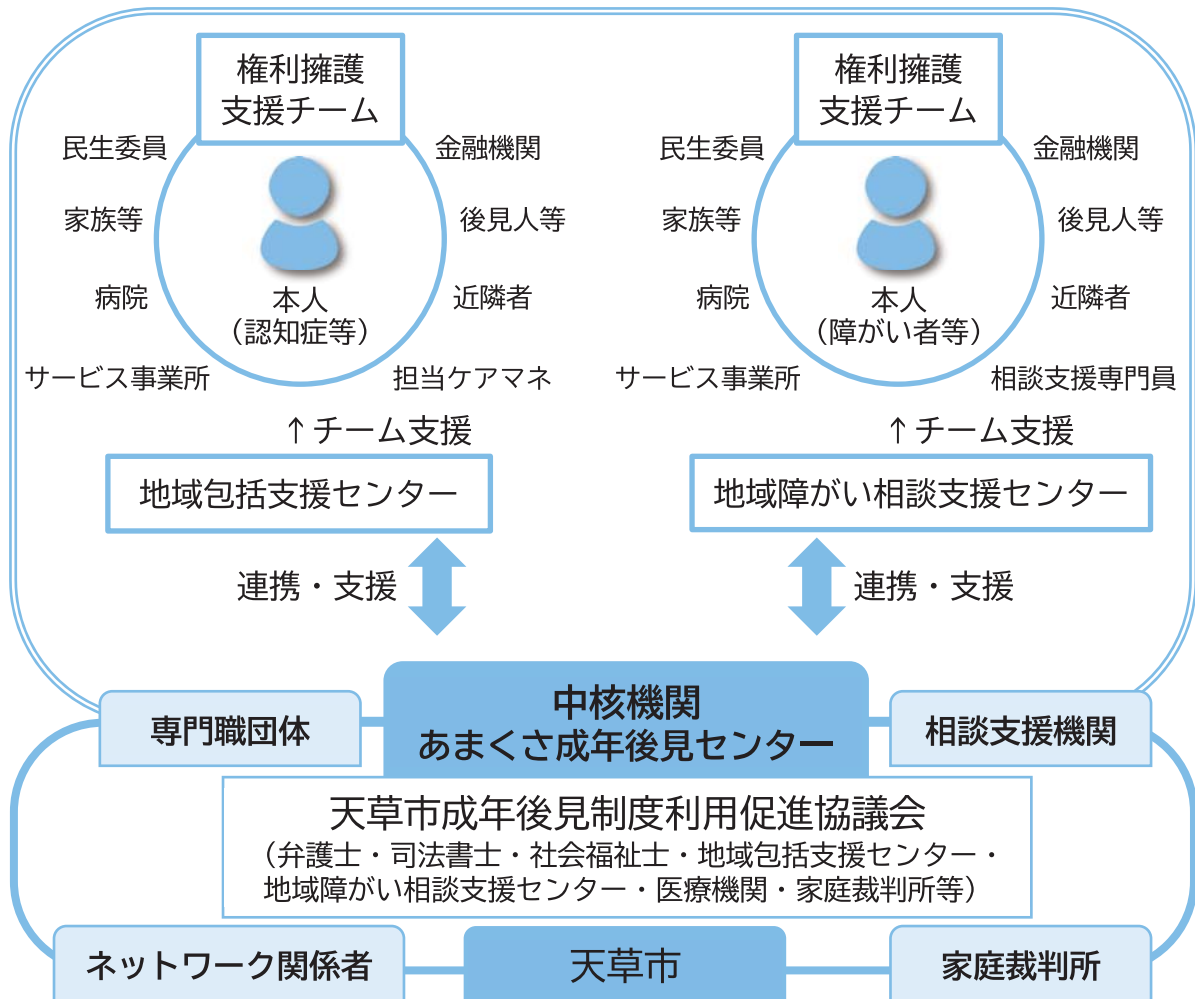 権利擁護
支援チーム
民生委員
金融機関
家族等
後見人等
病院
近隣者
本人
（認知症等）
サービス事業所
担当ケアマネ
↑チーム支援
地域包括支援センター
連携・支援
権利擁護
支援チーム
民生委員
金融機関
家族等
後見人等
病院
近隣者
本人
（障がい者等）
サービス事業所
相談支援専門員
↑チーム支援
地域障がい相談支援センター
連携・支援
専門職団体
中核機関
あまくさ成年後見センター
相談支援機関
天草市成年後見制度利用促進協議会
（弁護士・司法書士・社会福祉士・地域包括支援センター・
地域障がい相談支援センター・医療機関・家庭裁判所等）
ネットワーク関係者
天草市
家庭裁判所